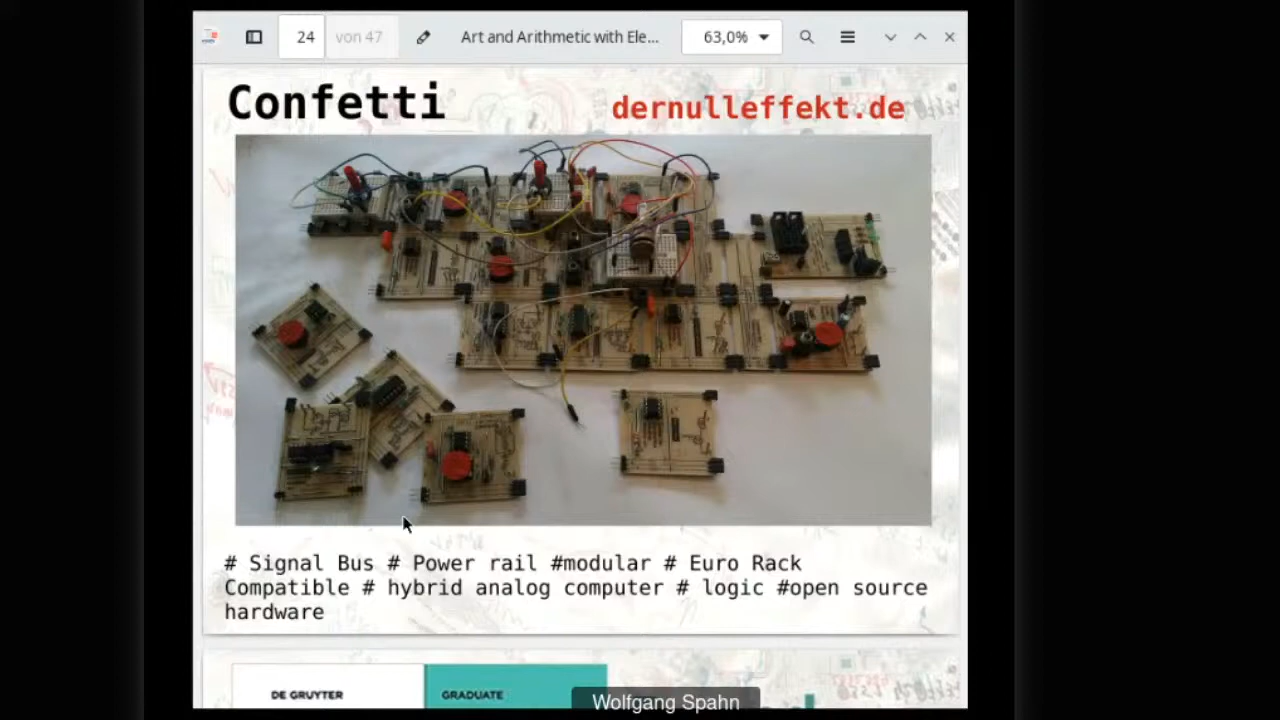 24
von 47
Art and Arithmetic with Ele...
63,0%
Confetti
dernulleffekt.de
# Signal Bus # Power rail #modular # Euro Rack
Compatible # hybrid analog computer # logic #open source
hardware
DE GRUYTER
GRADUATE
Wolfgang Spahn